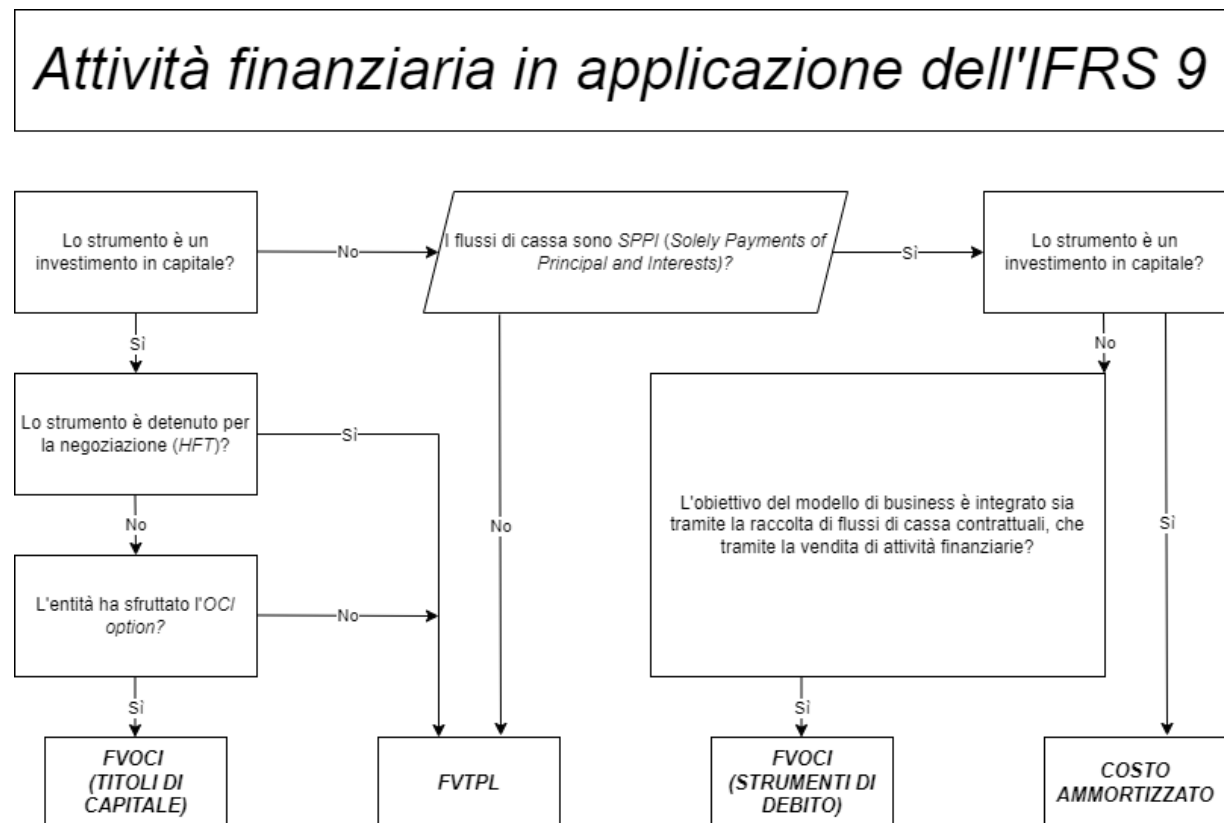 Attività finanziaria in applicazione dell'IFRS 9
Lo strumento è un
investimento in capitale?
No
I flussi di cassa sono SPPI (Solely Payments of
Principal and Interests)?
Sì
Lo strumento è un
investimento in capitale?
Sì
No
Lo strumento è detenuto per
la negoziazione (HFT)?
Sì
No
L'obiettivo del modello di business è integrato sia
tramite la raccolta di flussi di cassa contrattuali, che
tramite la vendita di attività finanziarie?
Sì
No
L'entità ha sfruttato l'OCI
option?
No
Sì
Sì
FVOCI
(TITOLI DI
CAPITALE)
FVTPL
FVOCI
(STRUMENTI DI
DEBITO)
COSTO
AMMORTIZZATO